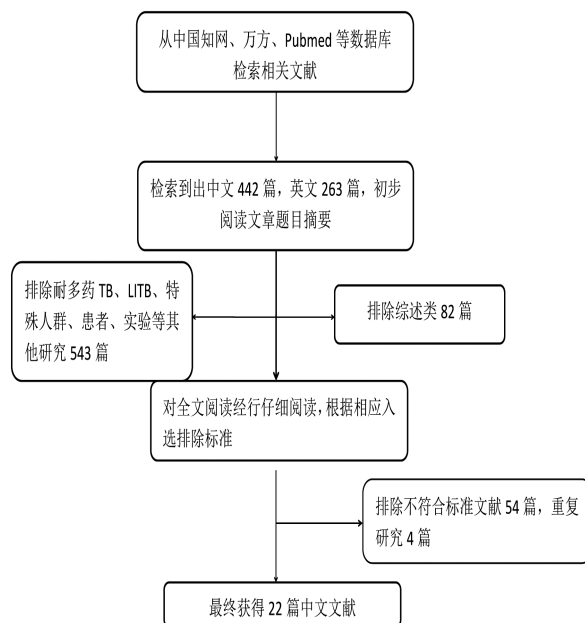 从中国知网、万方、Pubmed 等数据库
检索相关文献
检索到出中文 442 篇，英文 263 篇，初步
阅读文章题目摘要
排除耐多药 TB、LITB、特
殊人群、患者、实验等其
他研究 543 篇
排除综述类 82 篇
对全文阅读经行仔细阅读，根据相应入
选排除标准
排除不符合标准文献 54 篇，重复
研究 4 篇
最终获得 22 篇中文文献